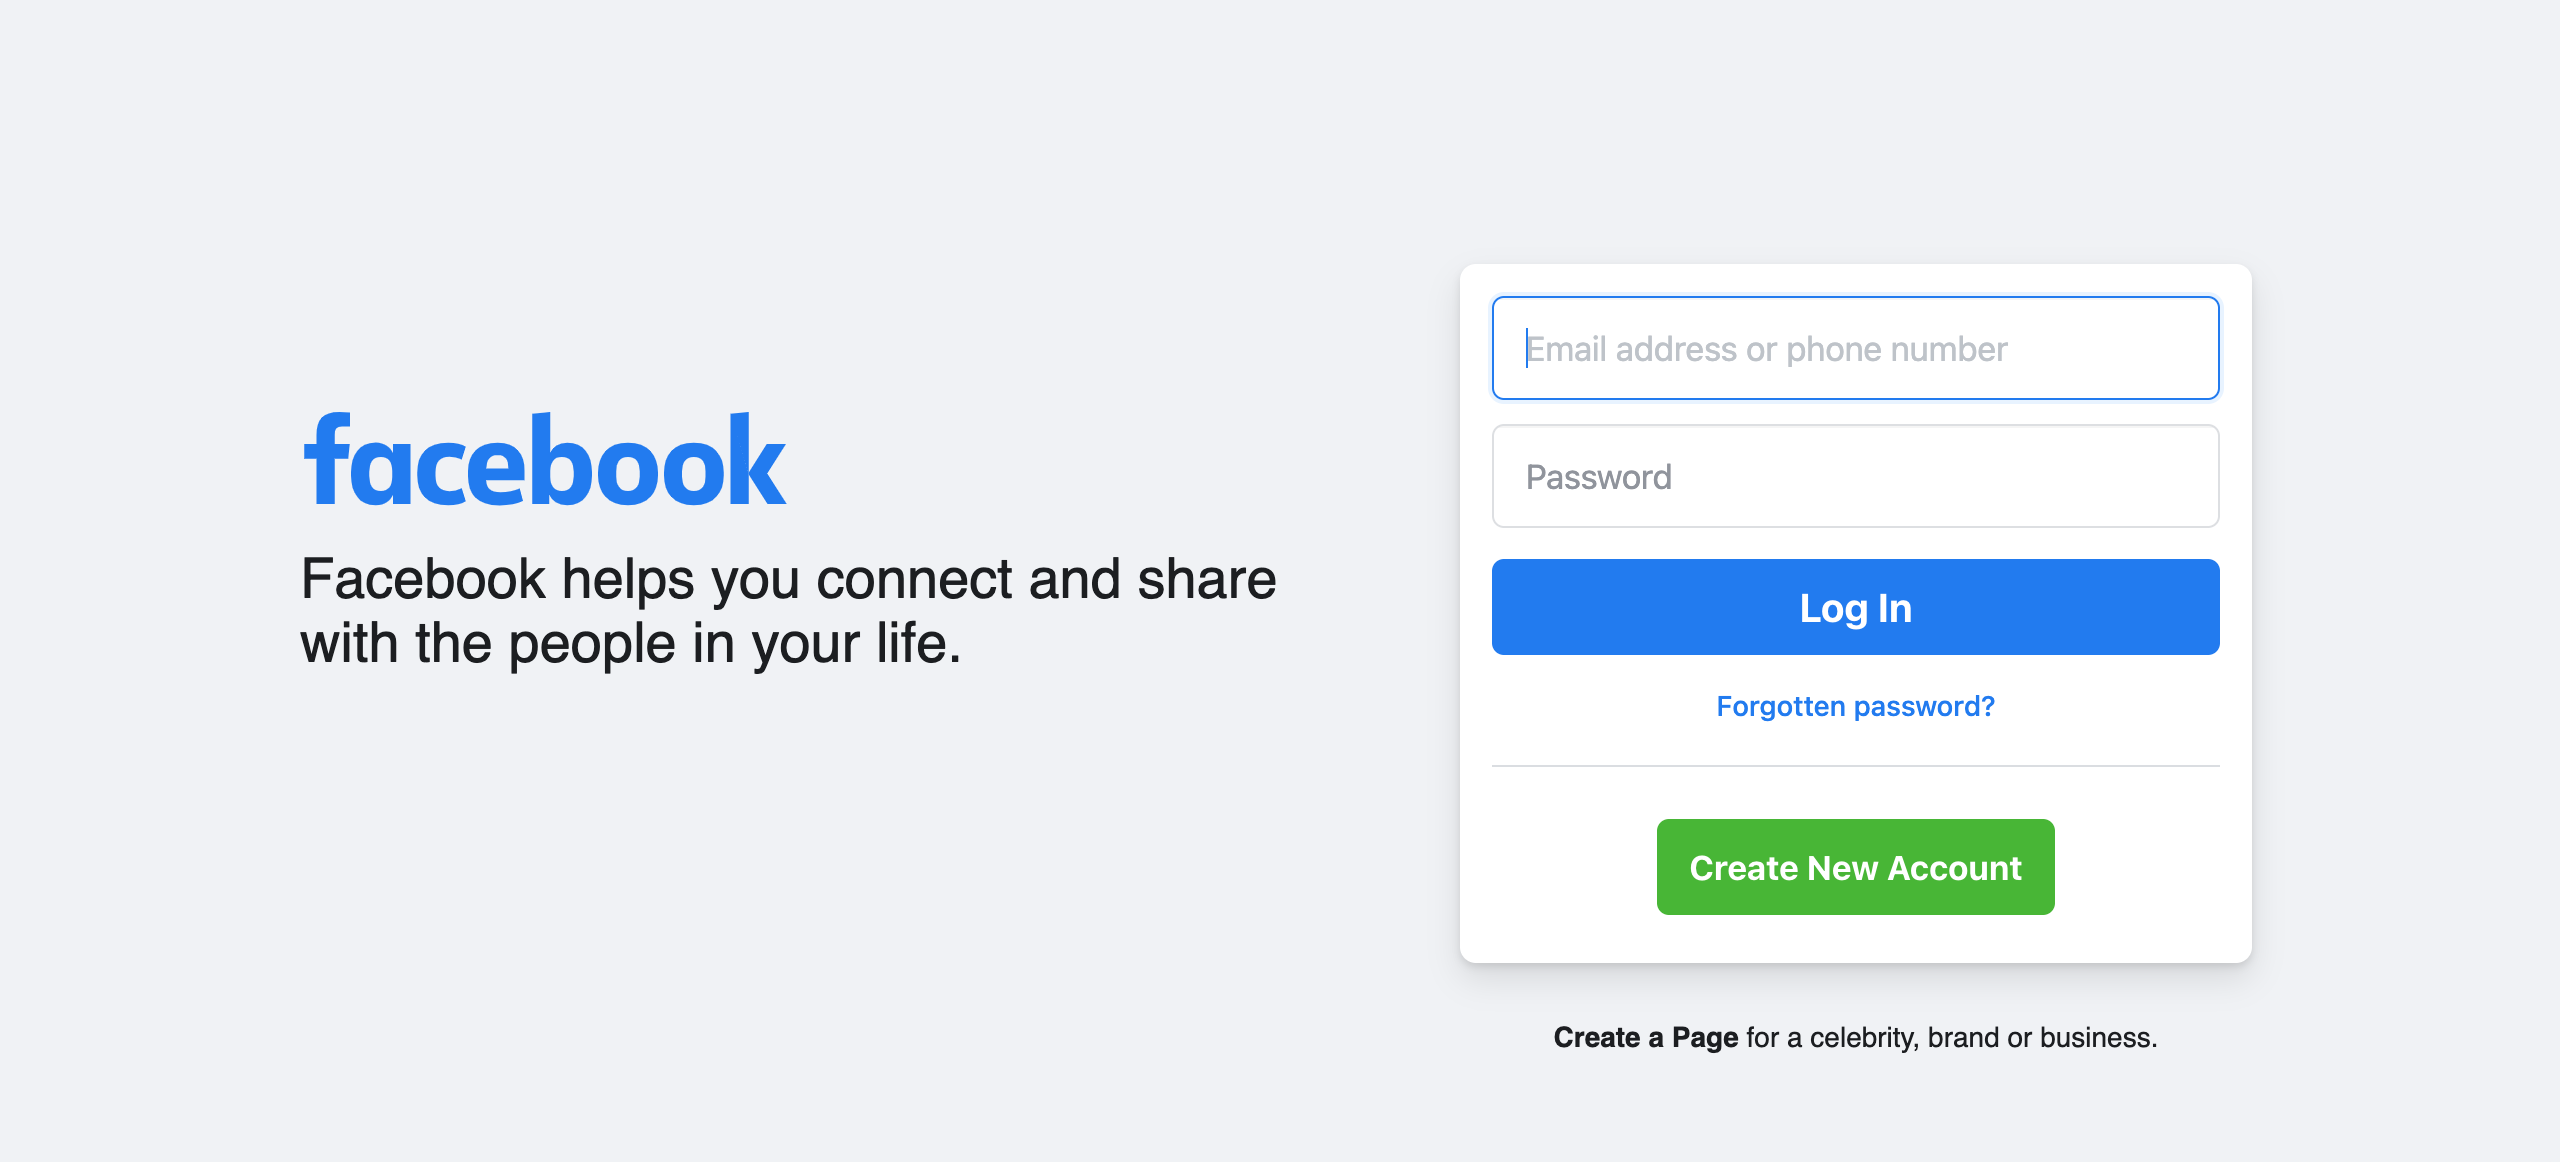 facebook
Facebook helps you connect and share
with the people in your life.
Email address or phone number
Password
Log In
Forgotten password?
Create New Account
Create a Page for a celebrity, brand or business.